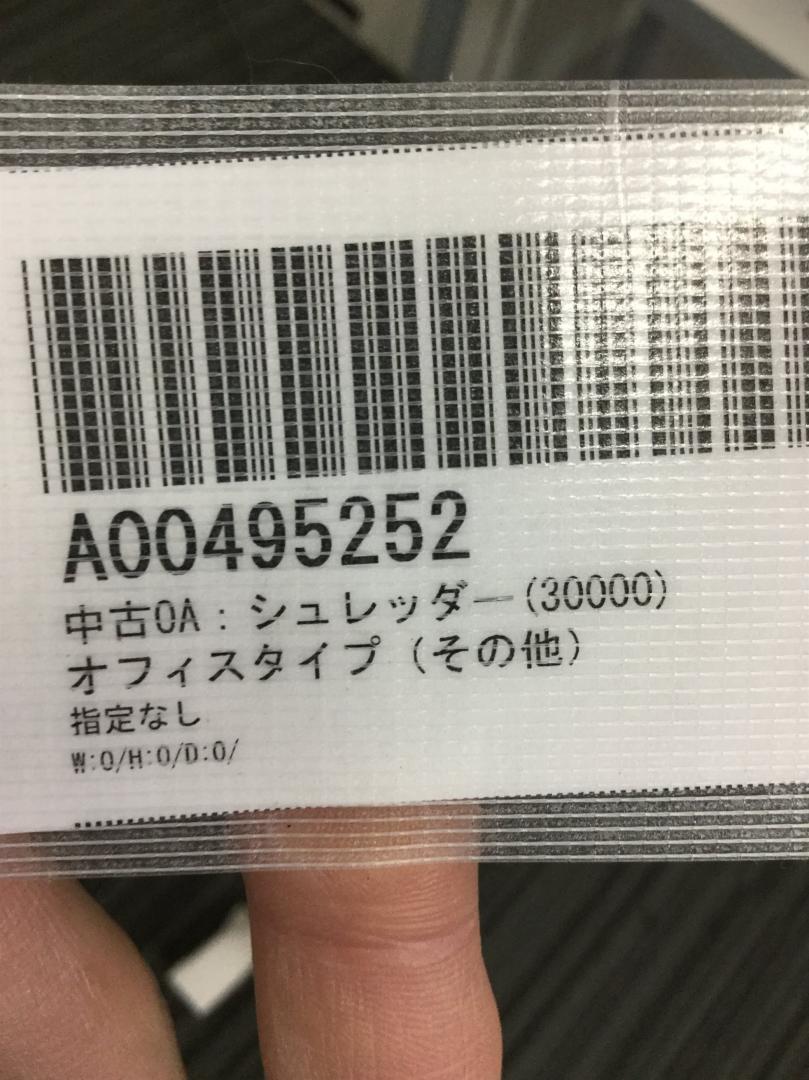 A00495252
中古OA：シュレッダー(30000)
オフィスタイプ（その他）
指定なし
W:0/H:0/D:0/